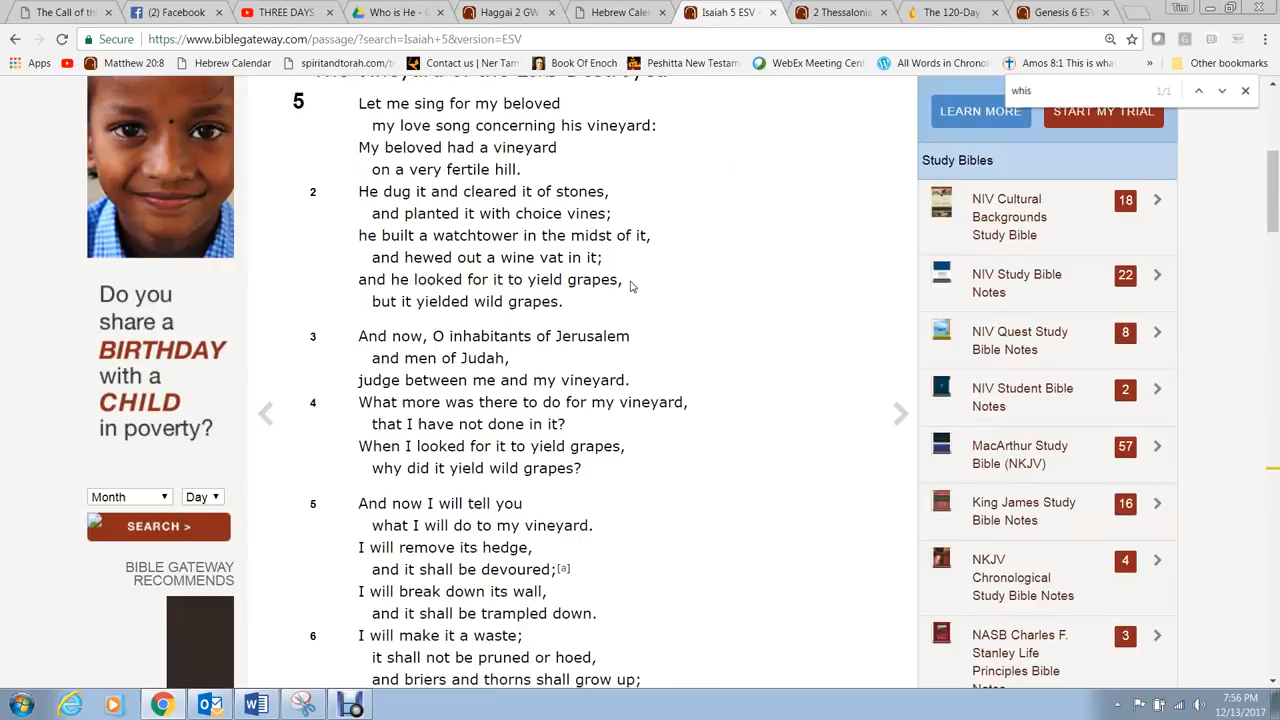 The Call of th
Facebook
THREE DAYS
Who is He -
Haggai 2 GW
Hebrew Cale
Isaiah 5 ESV -
2 Thessalonia
The 120-Day
Genesis 6 ES
Tim
Secure
https://www.biblegateway.com/passage/?search=Isaiah+5&version=ESV
Apps
Matthew 20:8
Hebrew Calendar
spiritandtruth.org/h
Contact us | Ner Tam
Book Of Enoch
Peshitta New Testam
WebEx Meeting Cent
All Words in Chrono
Amos 8:1 What is th
»
Other bookmarks
whis
1/1
5
Let me sing for my beloved
my love song concerning his vineyard:
My beloved had a vineyard
on a very fertile hill.
2
He dug it and cleared it of stones,
and planted it with choice vines;
he built a watchtower in the midst of it,
and hewed out a wine vat in it;
and he looked for it to yield grapes,
but it yielded wild grapes.
3
And now, O inhabitants of Jerusalem
and men of Judah,
judge between me and my vineyard.
4
What more was there to do for my vineyard,
that I have not done in it?
When I looked for it to yield grapes,
why did it yield wild grapes?
5
And now I will tell you
what I will do to my vineyard.
I will remove its hedge,
and it shall be devoured;[a]
I will break down its wall,
and it shall be trampled down.
6
I will make it a waste;
it shall not be pruned or hoed,
and briers and thorns shall grow up;
Do you
share a
BIRTHDAY
with a
CHILD
in poverty?
Month
Day
SEARCH >
BIBLE GATEWAY
RECOMMENDS
LEARN MORE
START MY TRIAL
Study Bibles
NIV Cultural
Backgrounds
Study Bible
18
NIV Study Bible
Notes
22
NIV Quest Study
Bible Notes
8
NIV Student Bible
Notes
2
MacArthur Study
Bible (NKJV)
57
King James Study
Bible Notes
16
NKJV
Chronological
Study Bible Notes
4
NASB Charles F.
Stanley Life
Principles Bible
3
7:56 PM
12/13/2017